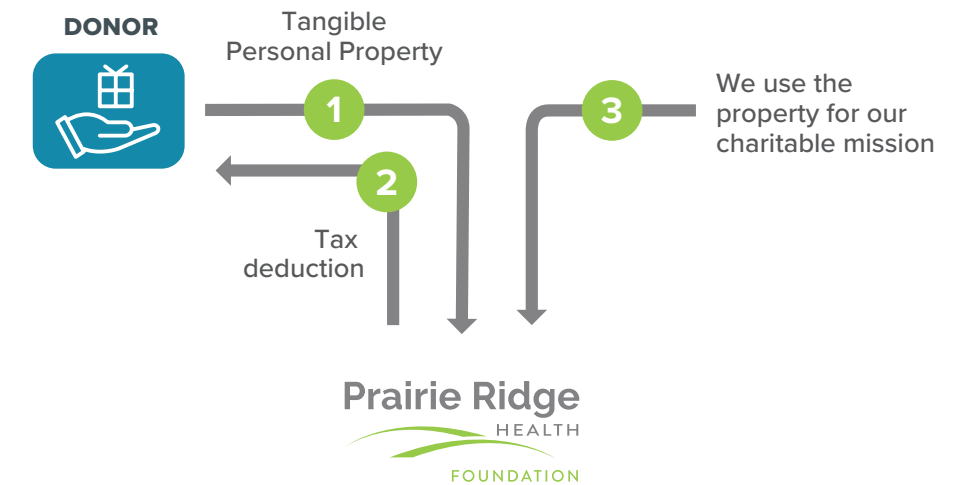 DONOR
Tangible
Personal Property
1
2
Tax
deduction
3
We use the
property for our
charitable mission
Prairie Ridge
HEALTH
FOUNDATION